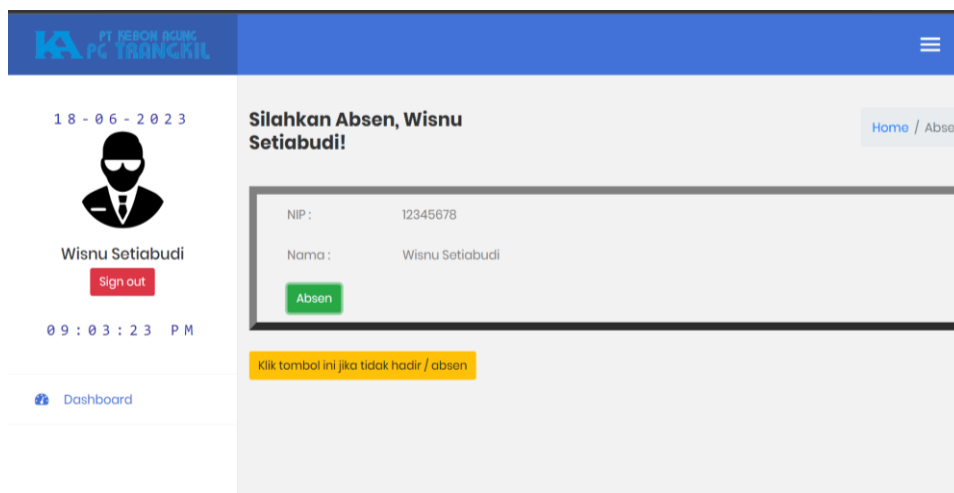 PT KEBON AGUNG
KA PG TRANGKIL
18-06-2023
Wisnu Setiabudi
Sign out
09:03:23 PM
Dashboard
Silahkan Absen, Wisnu
Setiabudi!
Home / Abse
NIP : 12345678
Nama : Wisnu Setiabudi
Absen
Klik tombol ini jika tidak hadir / absen